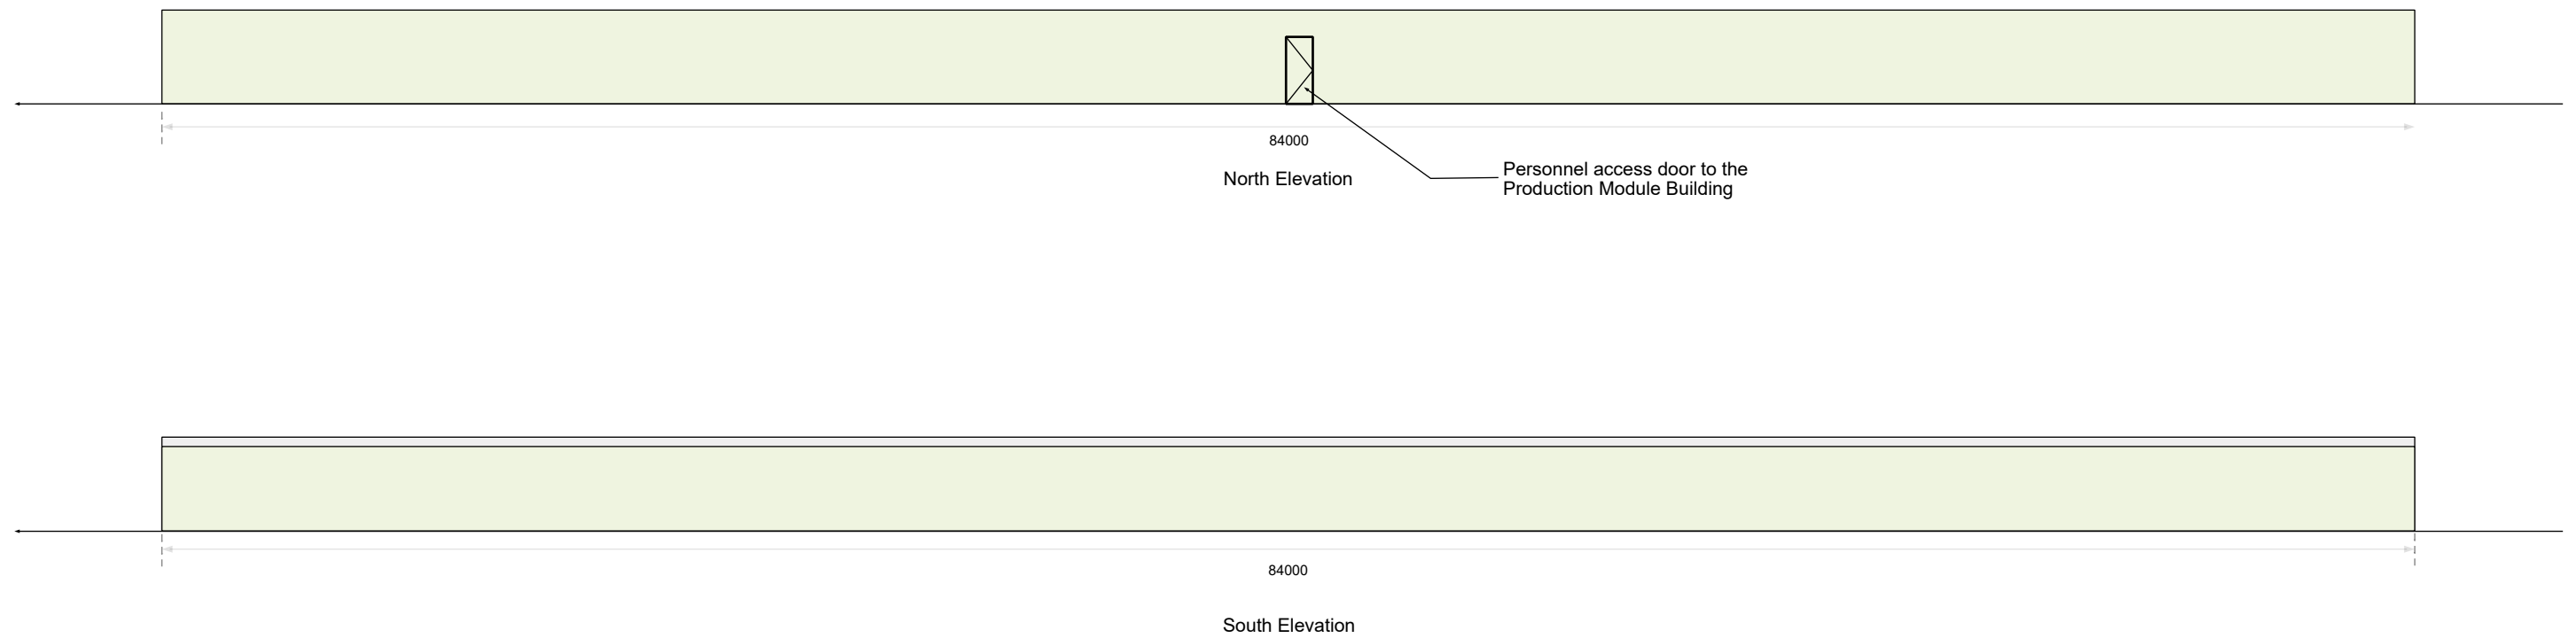 84000
North Elevation
Personnel access door to the
Production Module Building
84000
South Elevation